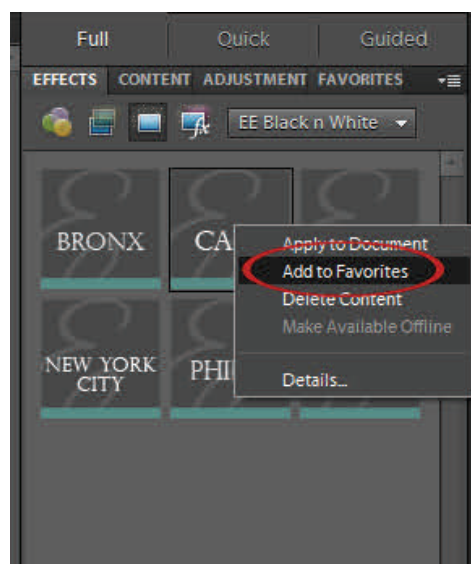 Full Quick Guided
EFFECTS CONTENT ADJUSTMENT FAVORITES
EE Black n White
BRONX
CA
Apply to Document
Add to Favorites
Delete Content
Make Available Offline
Details...
NEW YORK
CITY
PHI